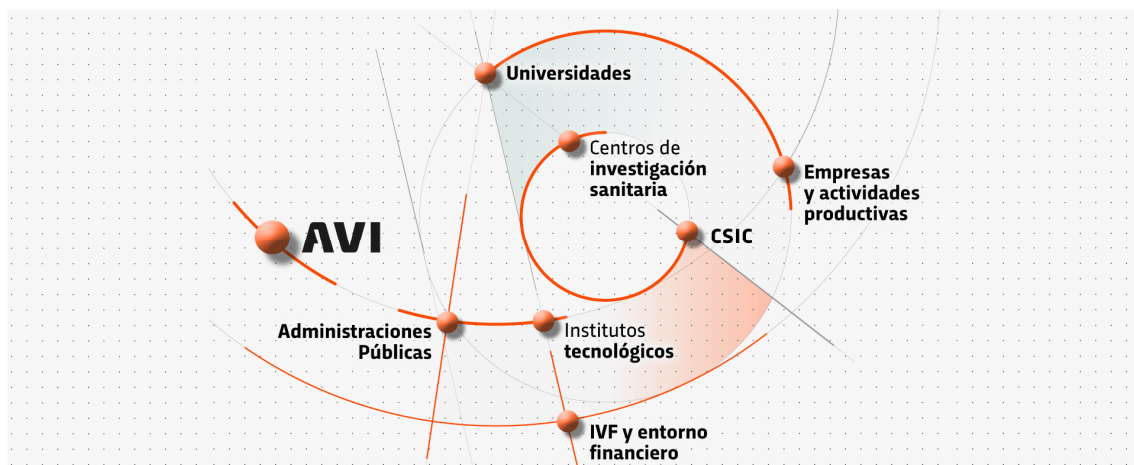 Universidades
Centros de
investigación
sanitaria
Empresas
y actividades
productivas
CSIC
AVI
Administraciones
Públicas
Institutos
tecnológicos
IVF y entorno
financiero